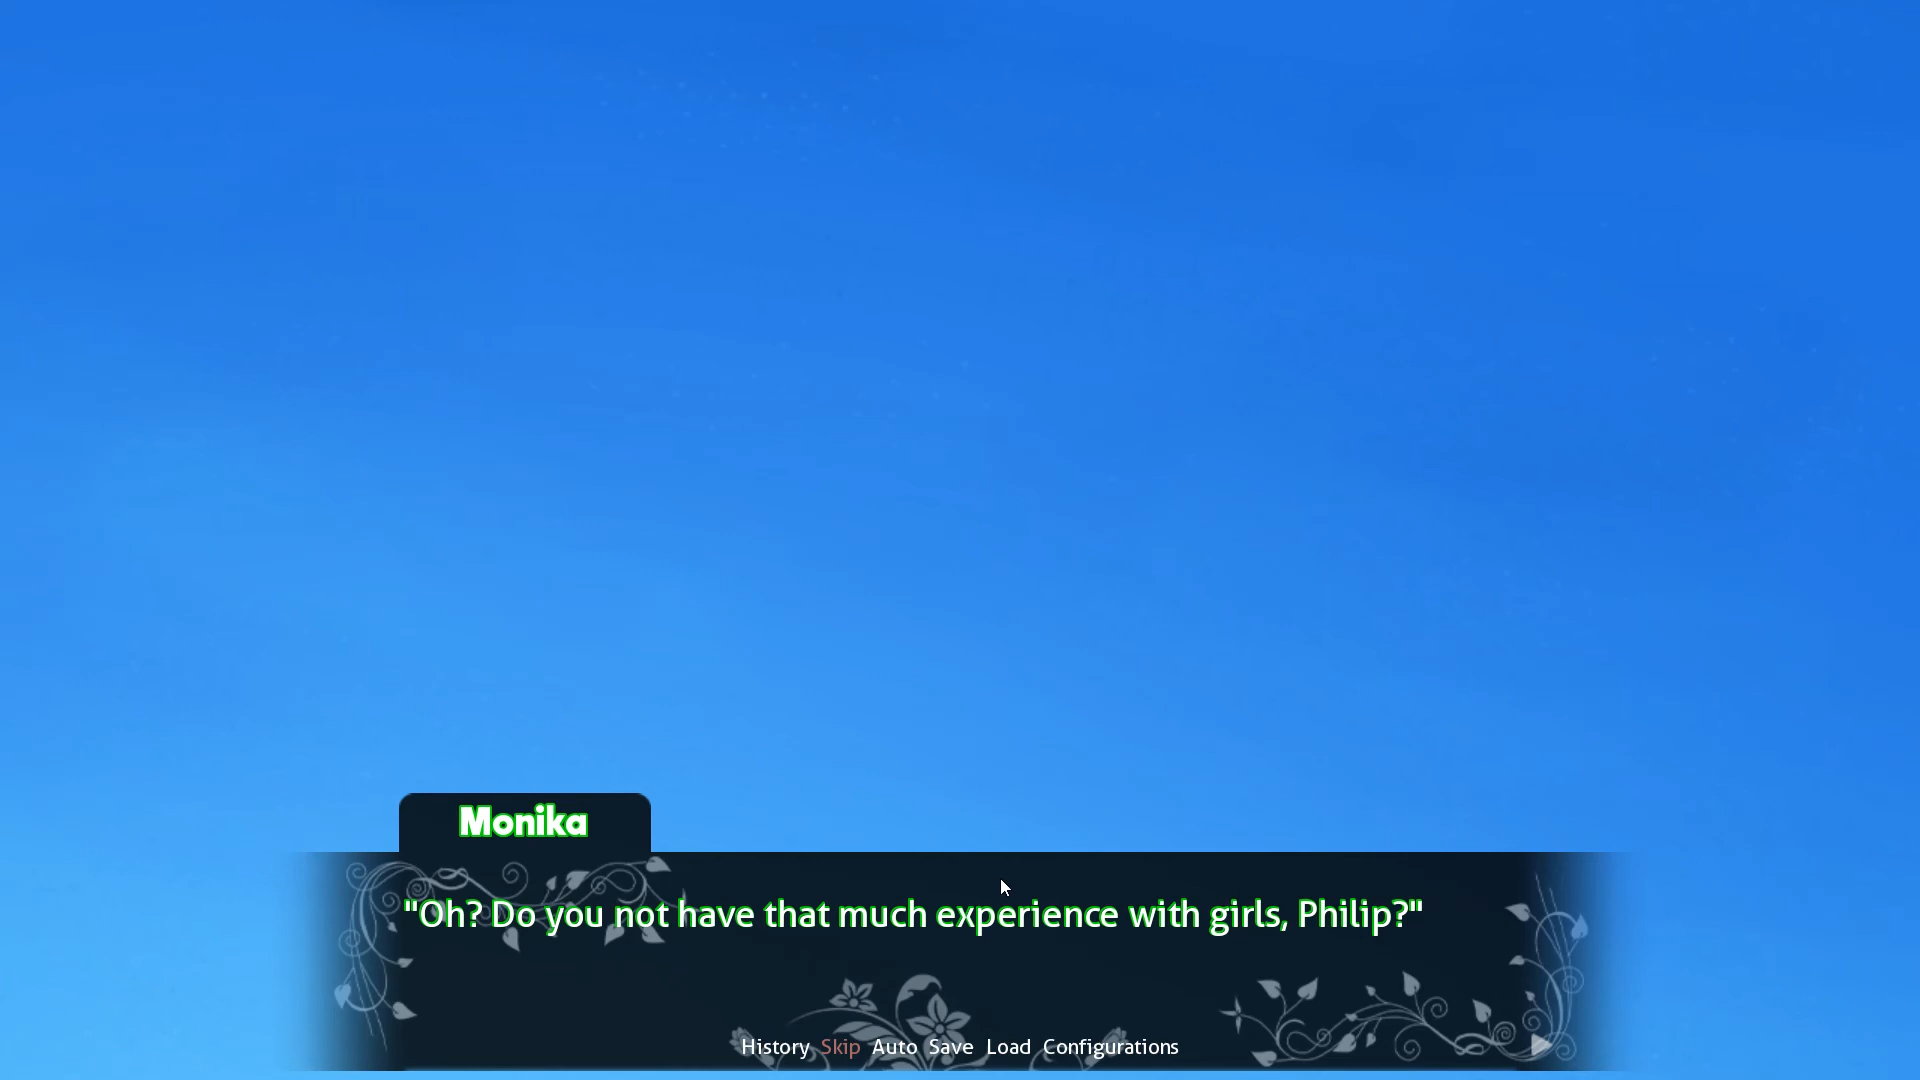 Monika
"Oh? Do you not have that much experience with girls, Philip?"
History Skip Auto Save Load Configurations